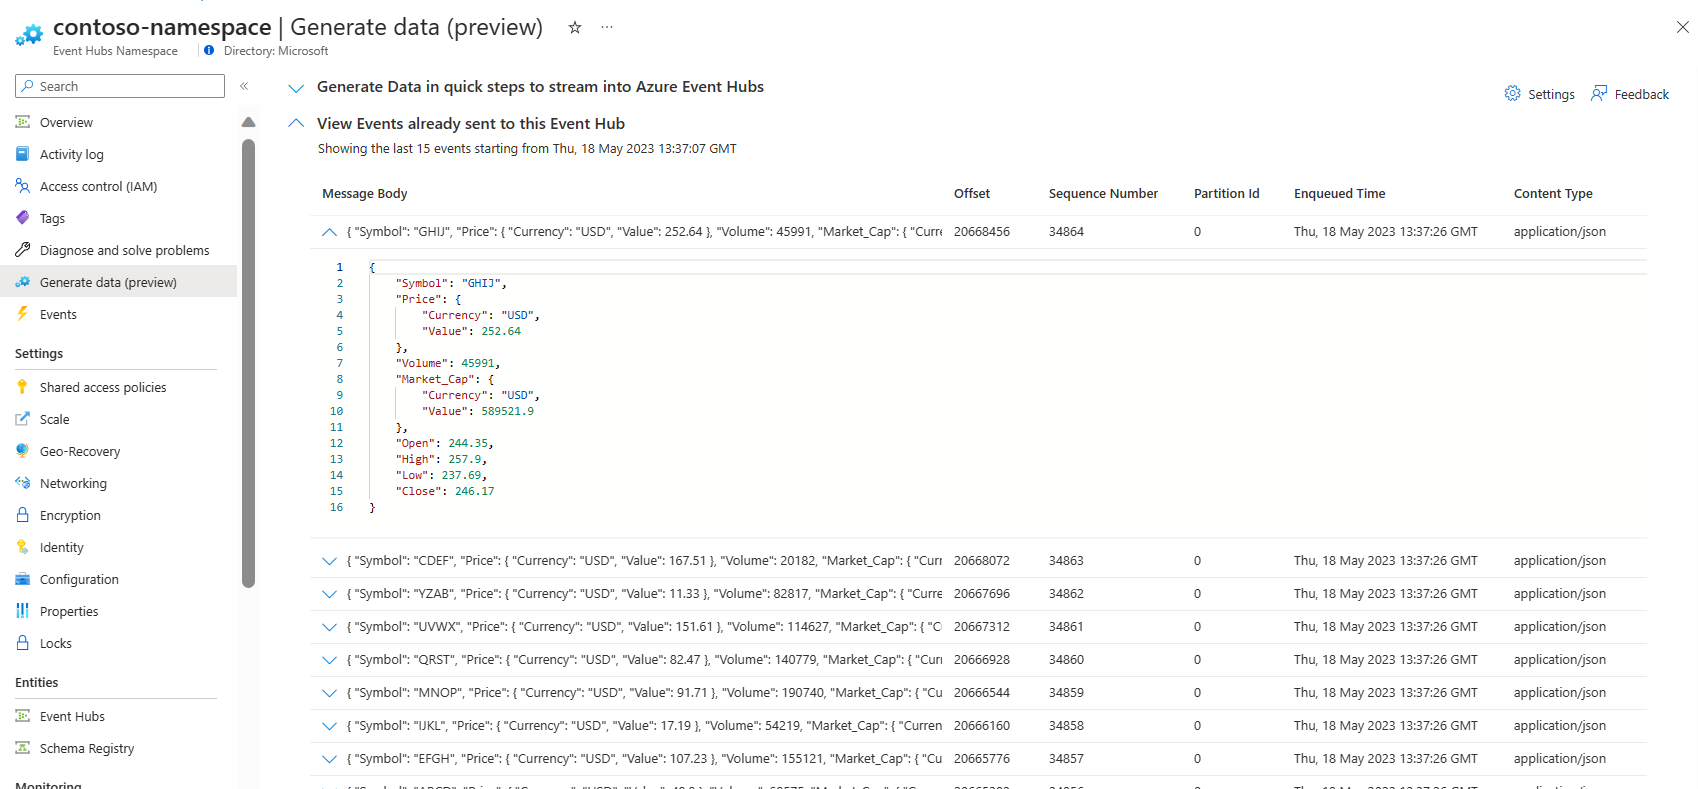 contoso-namespace | Generate data (preview)
Event Hubs Namespace
Directory: Microsoft
Search
Overview
Activity log
Access control (IAM)
Tags
Diagnose and solve problems
Generate data (preview)
Events
Settings
Shared access policies
Scale
Geo-Recovery
Networking
Encryption
Identity
Configuration
Properties
Locks
Entities
Event Hubs
Schema Registry
Monitoring
Generate Data in quick steps to stream into Azure Event Hubs
Settings
Feedback
View Events already sent to this Event Hub
Showing the last 15 events starting from Thu, 18 May 2023 13:37:07 GMT
Message Body Offset Sequence Number Partition Id Enqueued Time Content Type
{ "Symbol": "GHIJ", "Price": { "Currency": "USD", "Value": 252.64 }, "Volume": 45991, "Market_Cap": { "Curre 20668456 34864 0 Thu, 18 May 2023 13:37:26 GMT application/json
1 {
2 "Symbol": "GHIJ",
3 "Price": {
4 "Currency": "USD",
5 "Value": 252.64
6 },
7 "Volume": 45991,
8 "Market_Cap": {
9 "Currency": "USD",
10 "Value": 589521.9
11 },
12 "Open": 244.35,
13 "High": 257.9,
14 "Low": 237.69,
15 "Close": 246.17
16 }
{ "Symbol": "CDEF", "Price": { "Currency": "USD", "Value": 167.51 }, "Volume": 20182, "Market_Cap": { "Curr 20668072 34863 0 Thu, 18 May 2023 13:37:26 GMT application/json
{ "Symbol": "YZAB", "Price": { "Currency": "USD", "Value": 11.33 }, "Volume": 82817, "Market_Cap": { "Curre 20667696 34862 0 Thu, 18 May 2023 13:37:26 GMT application/json
{ "Symbol": "UVWX", "Price": { "Currency": "USD", "Value": 151.61 }, "Volume": 114627, "Market_Cap": { "C 20667312 34861 0 Thu, 18 May 2023 13:37:26 GMT application/json
{ "Symbol": "QRST", "Price": { "Currency": "USD", "Value": 82.47 }, "Volume": 140779, "Market_Cap": { "Curr 20666928 34860 0 Thu, 18 May 2023 13:37:26 GMT application/json
{ "Symbol": "MNOP", "Price": { "Currency": "USD", "Value": 91.71 }, "Volume": 190740, "Market_Cap": { "Cu 20666544 34859 0 Thu, 18 May 2023 13:37:26 GMT application/json
{ "Symbol": "IJKL", "Price": { "Currency": "USD", "Value": 17.19 }, "Volume": 54219, "Market_Cap": { "Curren 20666160 34858 0 Thu, 18 May 2023 13:37:26 GMT application/json
{ "Symbol": "EFGH", "Price": { "Currency": "USD", "Value": 107.23 }, "Volume": 155121, "Market_Cap": { "Cu 20665776 34857 0 Thu, 18 May 2023 13:37:26 GMT application/json